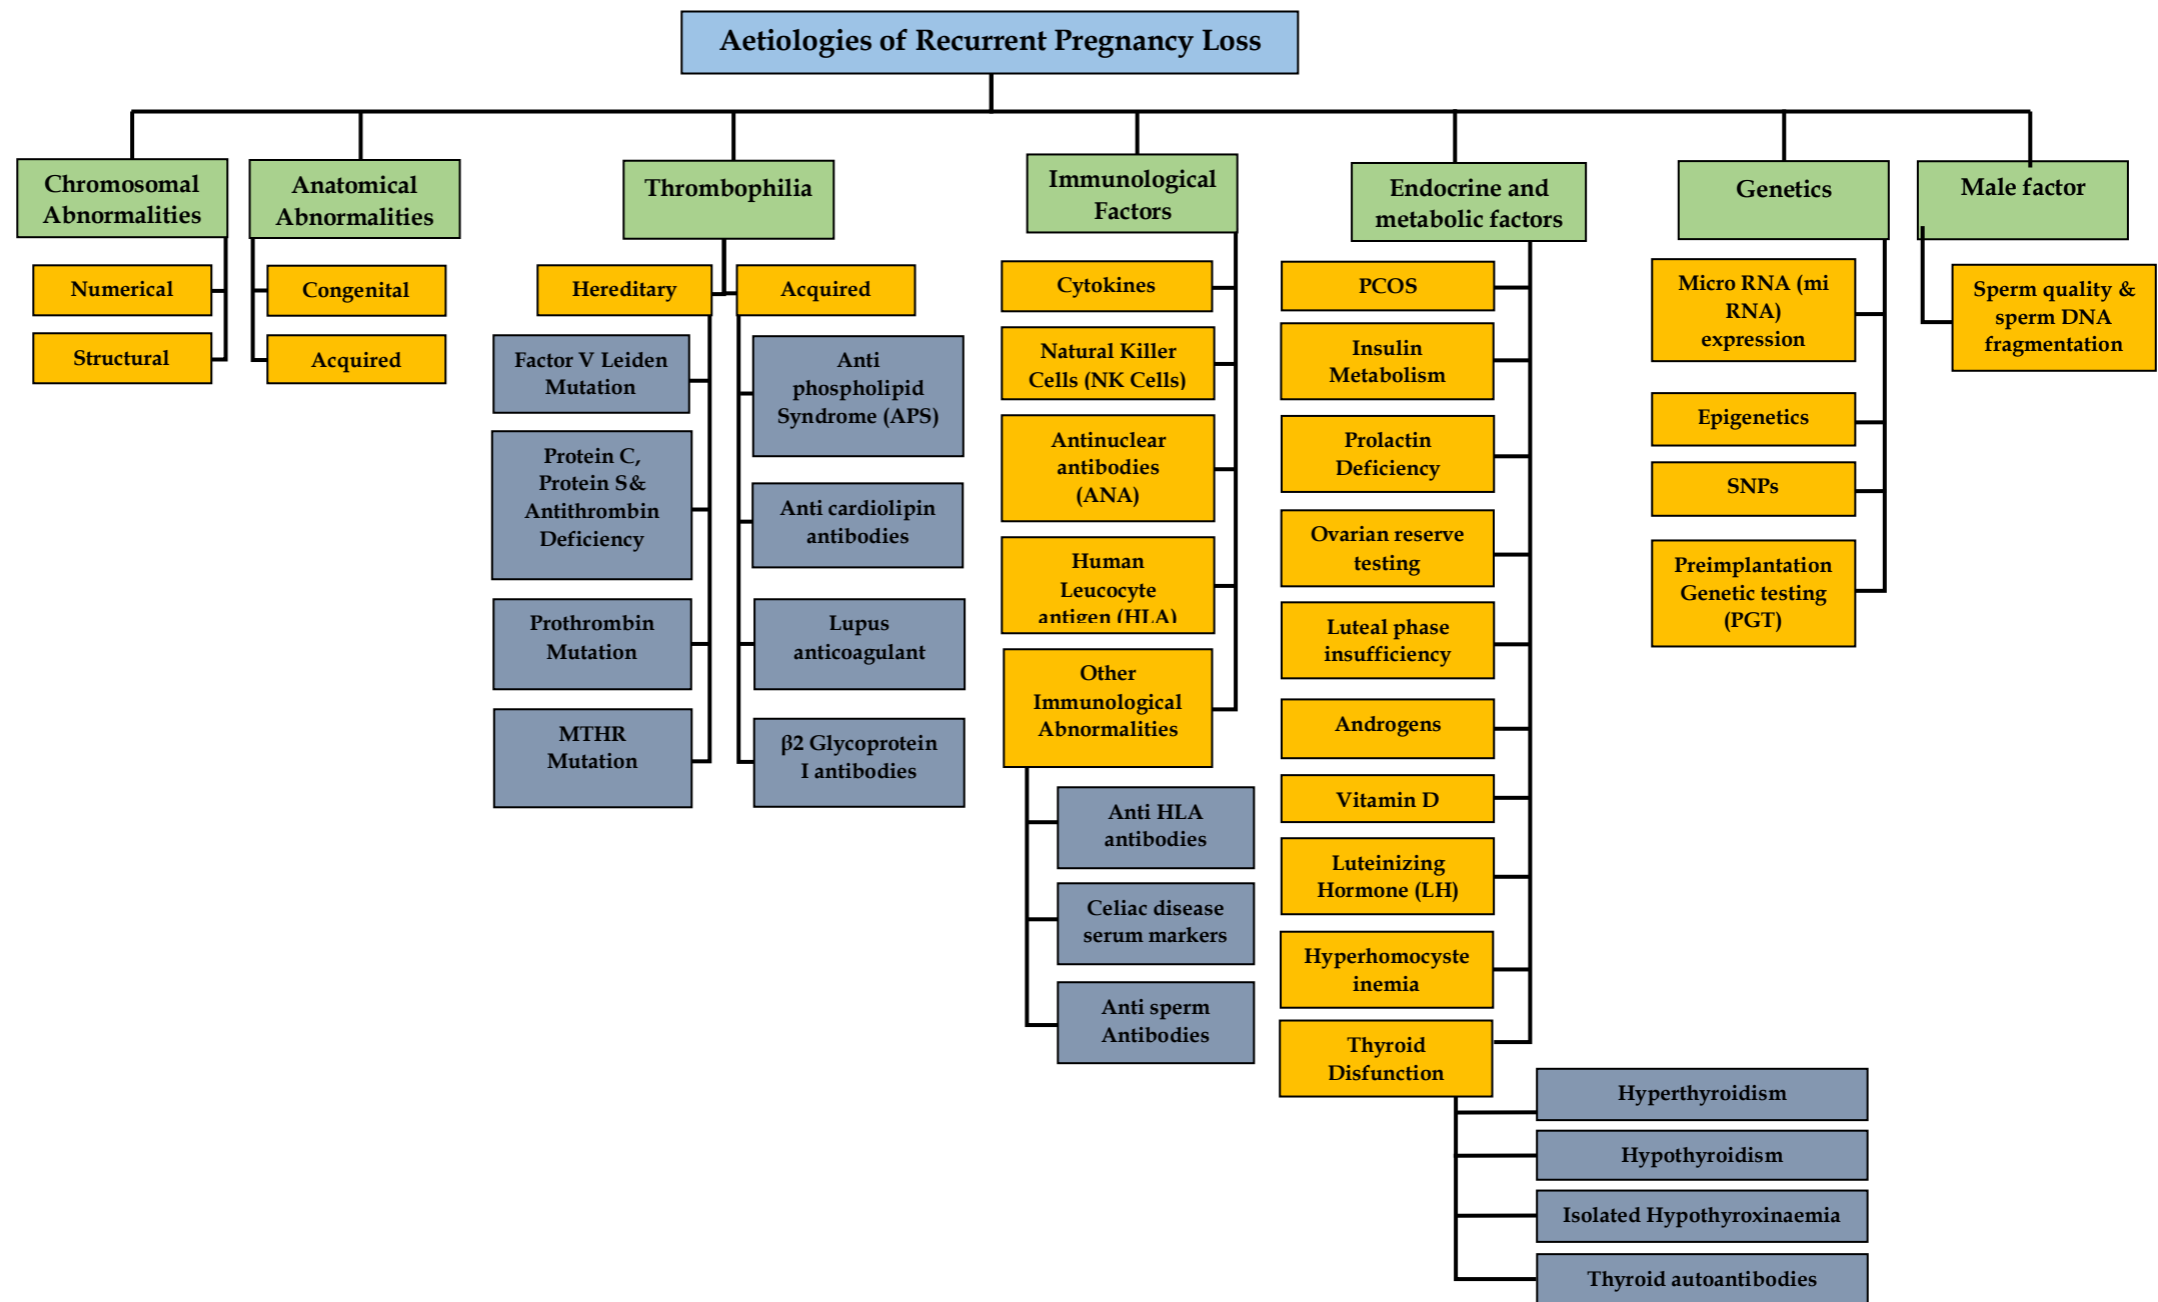 Aetiologies of Recurrent Pregnancy Loss
Chromosomal
Abnormalities
Numerical
Structural
Anatomical
Abnormalities
Congenital
Acquired
Thrombophilia
Hereditary
Factor V Leiden
Mutation
Protein C,
Protein S&
Antithrombin
Deficiency
Prothrombin
Mutation
MTHR
Mutation
Acquired
Anti
phospholipid
Syndrome (APS)
Anti cardiolipin
antibodies
Lupus
anticoagulant
β2 Glycoprotein
I antibodies
Immunological
Factors
Cytokines
Natural Killer
Cells (NK Cells)
Antinuclear
antibodies
(ANA)
Human
Leucocyte
antigen (HLA)
Other
Immunological
Abnormalities
Anti HLA
antibodies
Celiac disease
serum markers
Anti sperm
Antibodies
Endocrine and
metabolic factors
PCOS
Insulin
Metabolism
Prolactin
Deficiency
Ovarian reserve
testing
Luteal phase
insufficiency
Androgens
Vitamin D
Luteinizing
Hormone (LH)
Hyperhomocyste
inemia
Thyroid
Disfunction
Hyperthyroidism
Hypothyroidism
Isolated Hypothyroxinaemia
Thyroid autoantibodies
Genetics
Micro RNA (mi
RNA)
expression
Epigenetics
SNPs
Preimplantation
Genetic testing
(PGT)
Male factor
Sperm quality &
sperm DNA
fragmentation